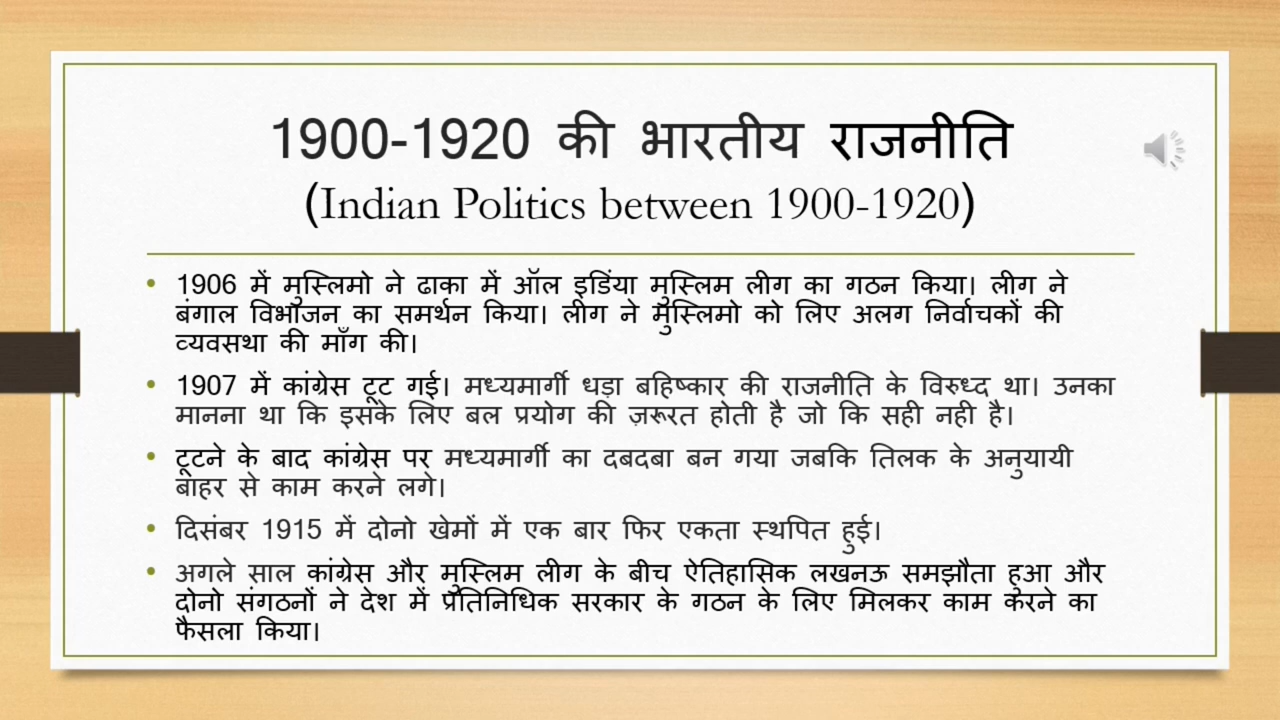 1900-1920 की भारतीय राजनीति
(Indian Politics between 1900-1920)
• 1906 में मुस्लिमो ने ढाका में ऑल इडिंया मुस्लिम लीग का गठन किया। लीग ने
बंगाल विभाजन का समर्थन किया। लीग ने मुस्लिमो को लिए अलग निर्वाचकों की
व्यवसथा की माँग की।
• 1907 में कांग्रेस टूट गई। मध्यमार्गी धड़ा बहिष्कार की राजनीति के विरुध्द था। उनका
मानना था कि इसके लिए बल प्रयोग की ज़रूरत होती है जो कि सही नही है।
• टूटने के बाद कांग्रेस पर मध्यमार्गी का दबदबा बन गया जबकि तिलक के अनुयायी
बाहर से काम करने लगे।
• दिसंबर 1915 में दोनो खेमों में एक बार फिर एकता स्थपित हुई।
• अगले साल कांग्रेस और मुस्लिम लीग के बीच ऐतिहासिक लखनऊ समझौता हुआ और
दोनो संगठनों ने देश में प्रतिनिधिक सरकार के गठन के लिए मिलकर काम करने का
फैसला किया।